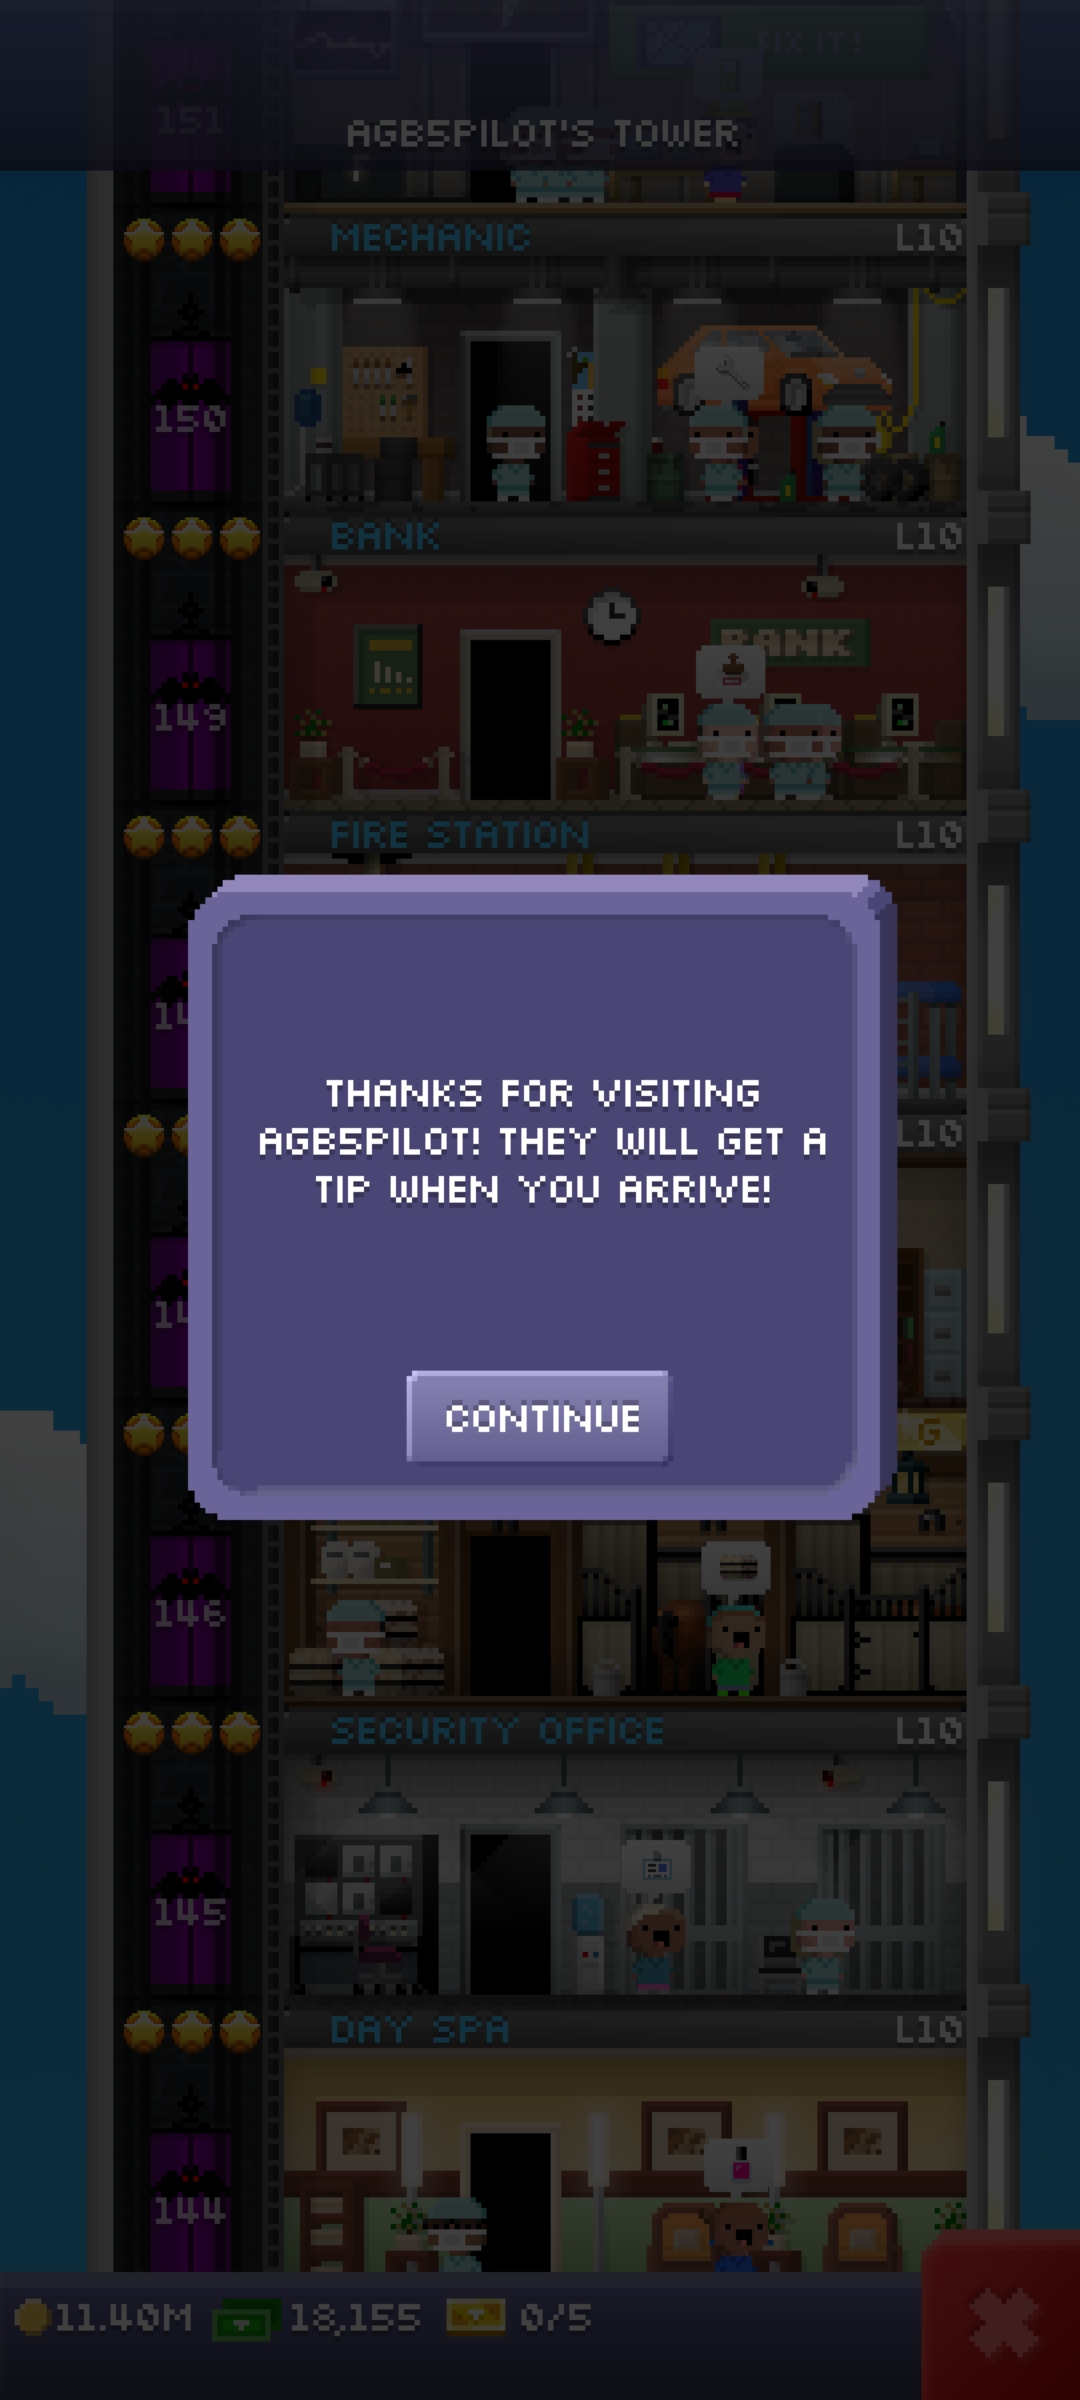 151
FIX IT!
AGB5PILOT'S TOWER
MECHANIC L10
150
BANK L10
BANK
149
FIRE STATION L10
14
THANKS FOR VISITING
AGB5PILOT! THEY WILL GET A
TIP WHEN YOU ARRIVE!
L10
14
CONTINUE
G
146
SECURITY OFFICE L10
145
DAY SPA L10
144
11.40M 18,155 0/5